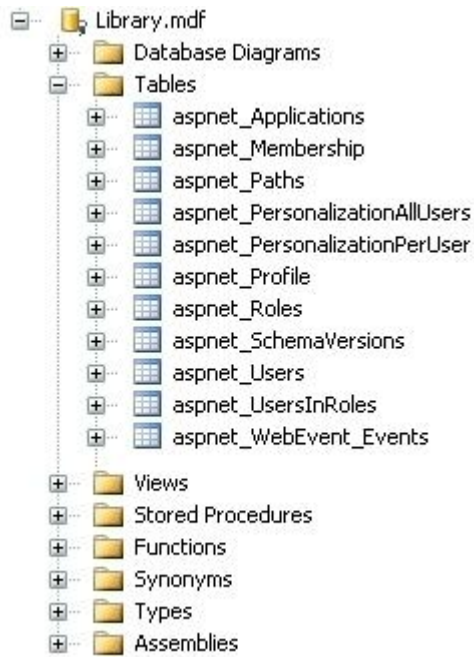 Library.mdf
Database Diagrams
Tables
aspnet_Applications
aspnet_Membership
aspnet_Paths
aspnet_PersonalizationAllUsers
aspnet_PersonalizationPerUser
aspnet_Profile
aspnet_Roles
aspnet_SchemaVersions
aspnet_Users
aspnet_UsersInRoles
aspnet_WebEvent_Events
Views
Stored Procedures
Functions
Synonyms
Types
Assemblies